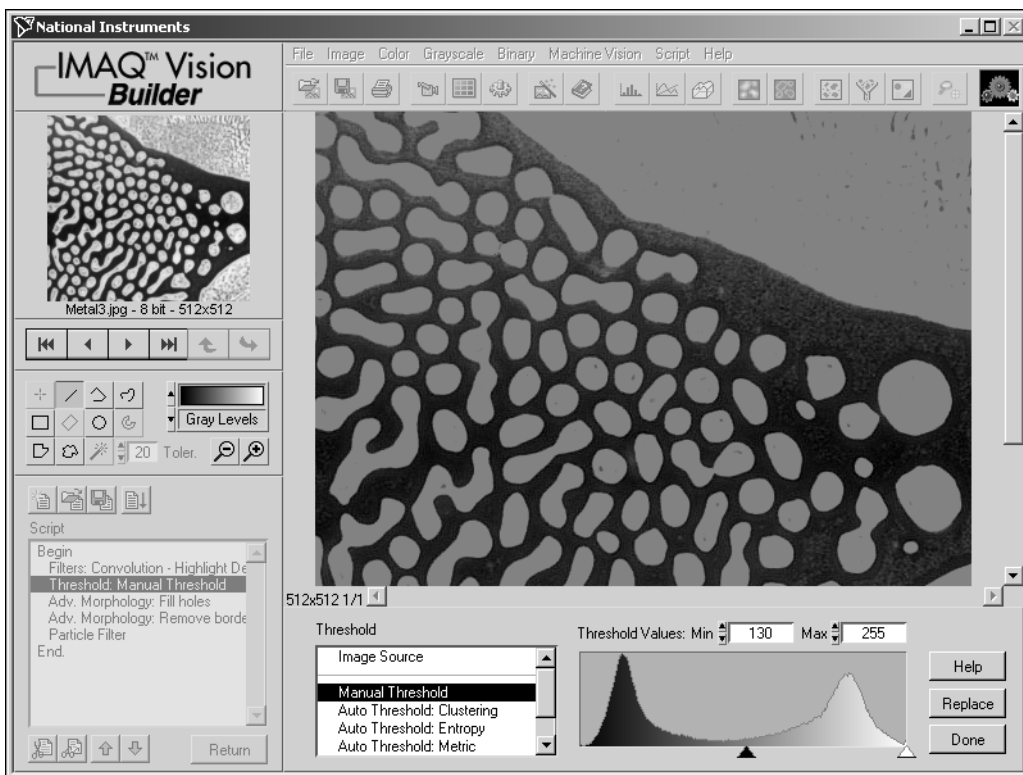 National Instruments
IMAQ™ Vision
Builder
File Image Color Grayscale Binary Machine Vision Script Help
Metal3.jpg - 8 bit - 512x512
Gray Levels
20 Toler.
Script
Begin
Filters: Convolution - Highlight De
Threshold: Manual Threshold
Adv. Morphology: Fill holes
Adv. Morphology: Remove borde
Particle Filter
End.
Return
512x512 1/1
Threshold
Image Source
Manual Threshold
Auto Threshold: Clustering
Auto Threshold: Entropy
Auto Threshold: Metric
Threshold Values: Min 130 Max 255
Help
Replace
Done